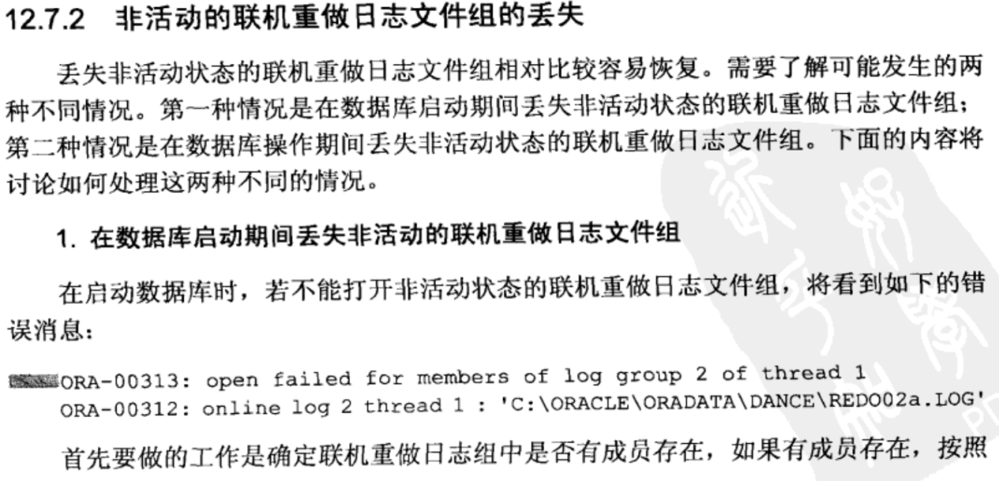 12.7.2 非活动的联机重做日志文件组的丢失
丢失非活动状态的联机重做日志文件组相对比较容易恢复。需要了解可能发生的两
种不同情况。第一种情况是在数据库启动期间丢失非活动状态的联机重做日志文件组；
第二种情况是在数据库操作期间丢失非活动状态的联机重做日志文件组。下面的内容将
讨论如何处理这两种不同的情况。
1. 在数据库启动期间丢失非活动的联机重做日志文件组
在启动数据库时，若不能打开非活动状态的联机重做日志文件组，将看到如下的错
误消息：
ORA-00313: open failed for members of log group 2 of thread 1
ORA-00312: online log 2 thread 1 : 'C:\ORACLE\ORADATA\DANCE\REDO02a.LOG'
首先要做的工作是确定联机重做日志组中是否有成员存在，如果有成员存在，按照